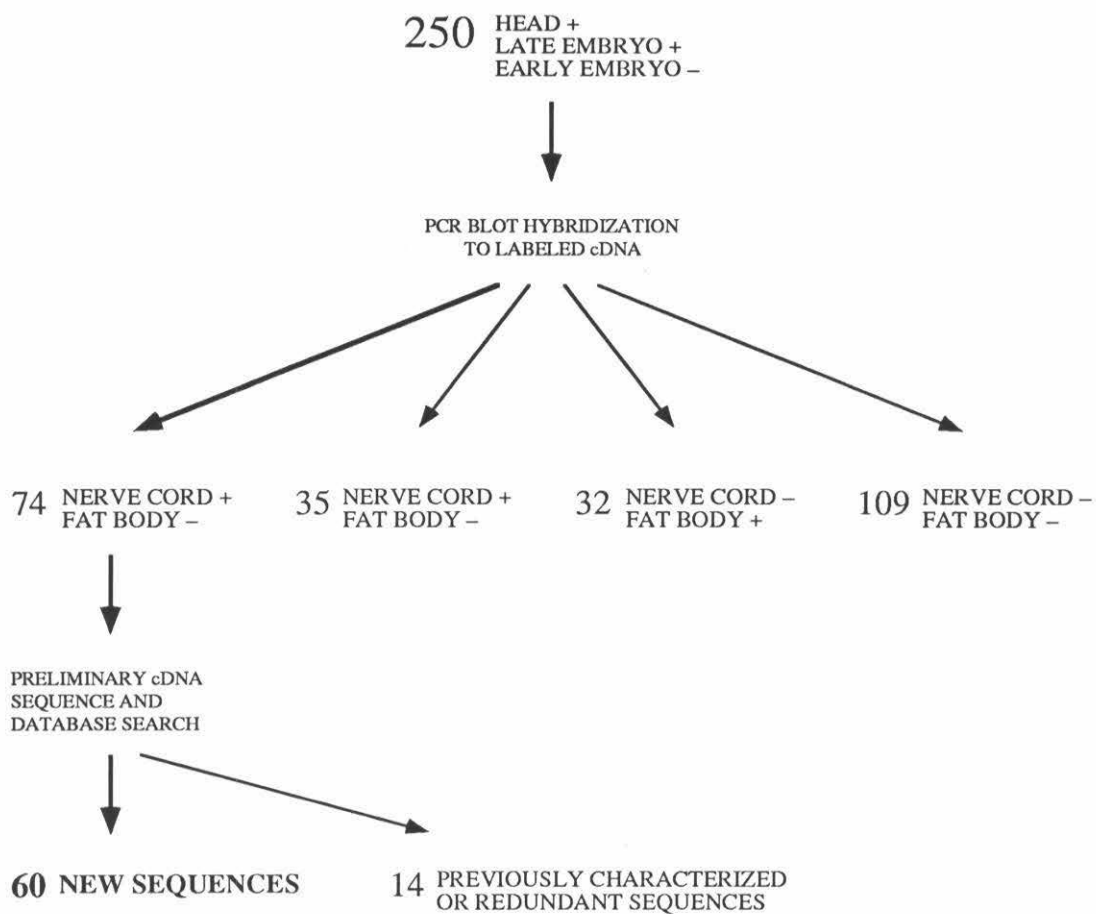 250 HEAD +
LATE EMBRYO +
EARLY EMBRYO –
PCR BLOT HYBRIDIZATION
TO LABELED cDNA
74 NERVE CORD +
FAT BODY –
35 NERVE CORD +
FAT BODY –
32 NERVE CORD –
FAT BODY +
109 NERVE CORD –
FAT BODY –
PRELIMINARY cDNA
SEQUENCE AND
DATABASE SEARCH
60 NEW SEQUENCES
14 PREVIOUSLY CHARACTERIZED
OR REDUNDANT SEQUENCES